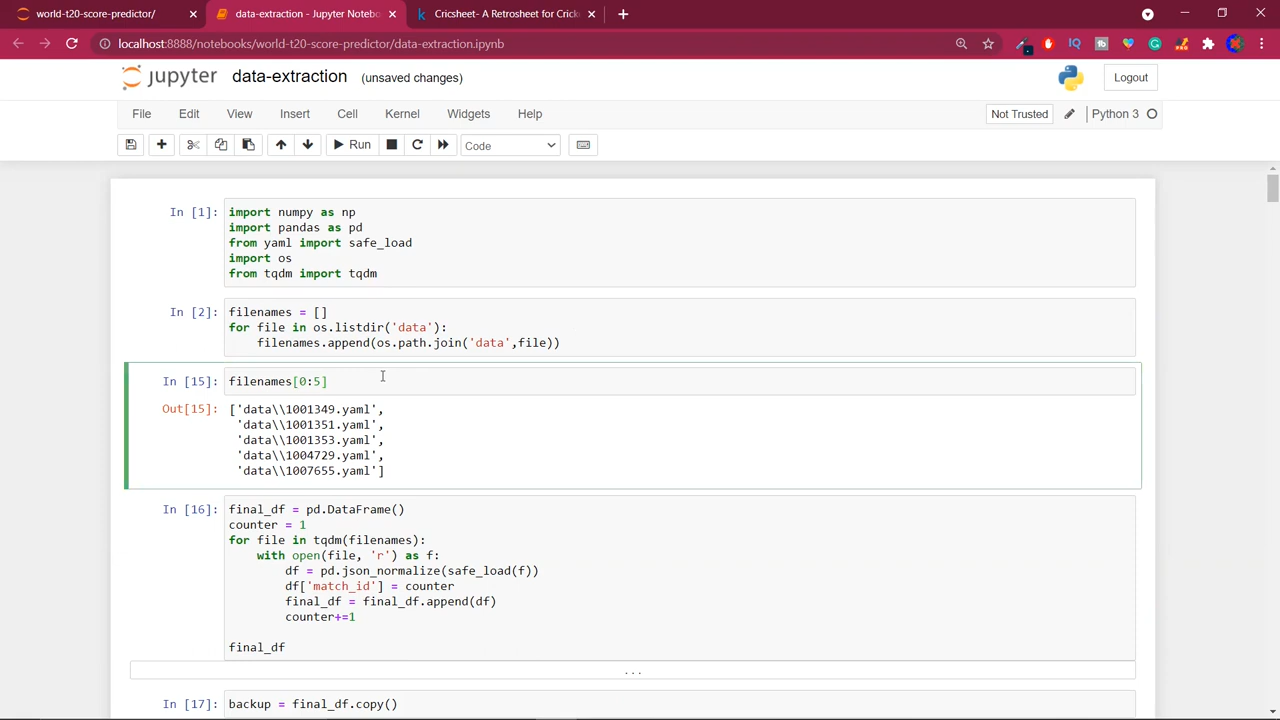 world-t20-score-predictor/
data-extraction - Jupyter Notebo
Cricsheet- A Retrosheet for Crick
localhost:8888/notebooks/world-t20-score-predictor/data-extraction.ipynb
jupyter data-extraction (unsaved changes)
Logout
File Edit View Insert Cell Kernel Widgets Help
Not Trusted
Python 3
Run
Code
In [1]:
import numpy as np
import pandas as pd
from yaml import safe_load
import os
from tqdm import tqdm
In [2]:
filenames = []
for file in os.listdir('data'):
    filenames.append(os.path.join('data',file))
In [15]:
filenames[0:5]
Out[15]:
['data\\1001349.yaml',
 'data\\1001351.yaml',
 'data\\1001353.yaml',
 'data\\1004729.yaml',
 'data\\1007655.yaml']
In [16]:
final_df = pd.DataFrame()
counter = 1
for file in tqdm(filenames):
    with open(file, 'r') as f:
        df = pd.json_normalize(safe_load(f))
        df['match_id'] = counter
        final_df = final_df.append(df)
        counter+=1
final_df
...
In [17]:
backup = final_df.copy()